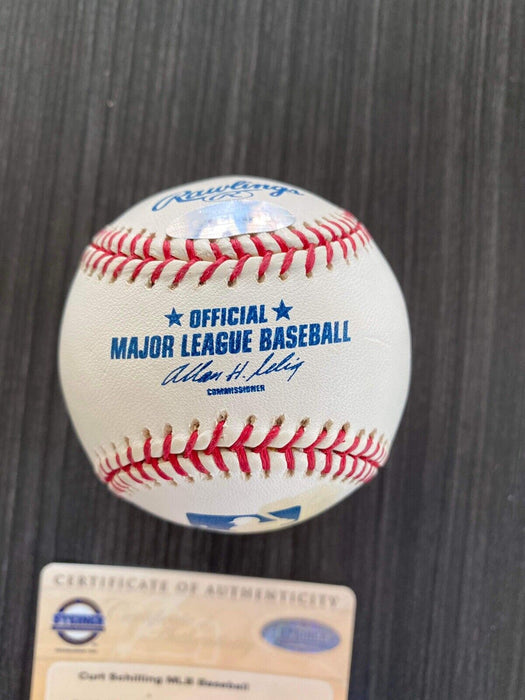 Rawlings
R
OFFICIAL
MAJOR LEAGUE BASEBALL
Allan H. Selig
COMMISSIONER
CERTIFICATE OF AUTHENTICITY
STEINER
Curt Schilling MLB Baseball